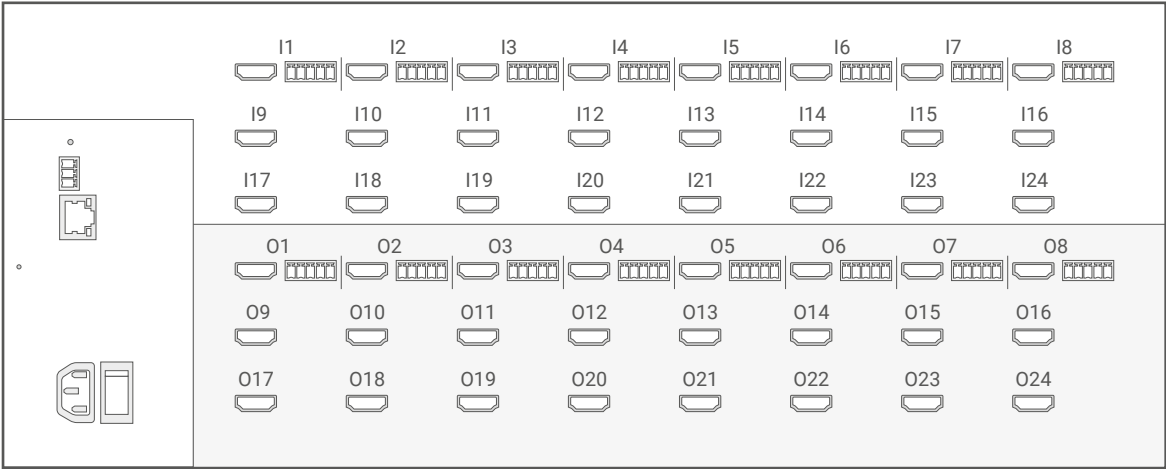 I1 I2 I3 I4 I5 I6 I7 I8
I9 I10 I11 I12 I13 I14 I15 I16
I17 I18 I19 I20 I21 I22 I23 I24
O1 O2 O3 O4 O5 O6 O7 O8
O9 O10 O11 O12 O13 O14 O15 O16
O17 O18 O19 O20 O21 O22 O23 O24